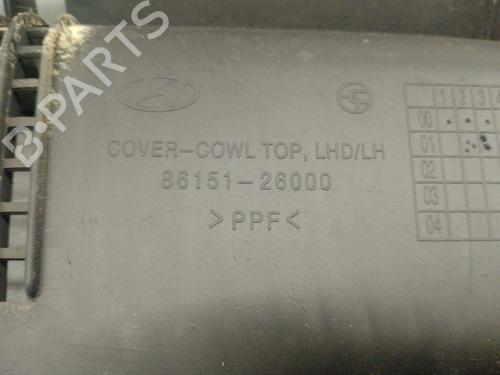 B-PARTS
COVER-COWL TOP, LHD/LH
86151-26000
>PPF<
1 2 3 4
00
01
02
03
04